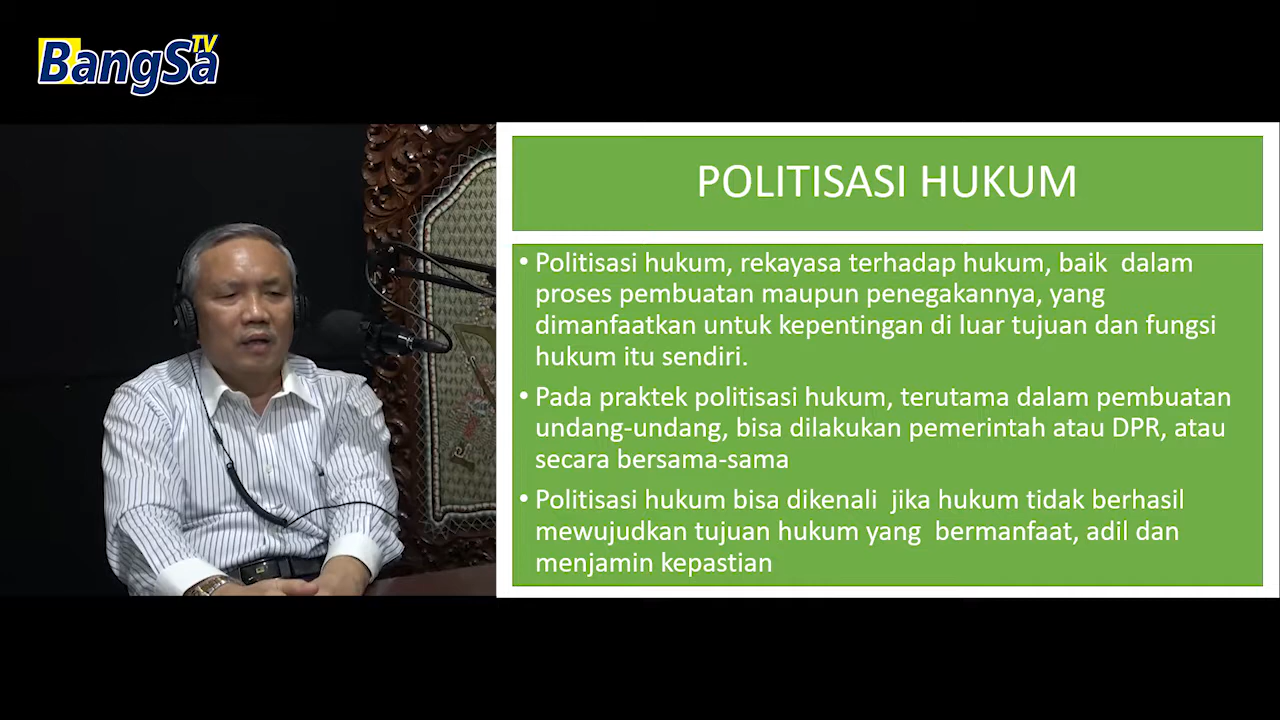 BangSa TV
POLITISASI HUKUM
• Politisasi hukum, rekayasa terhadap hukum, baik dalam
proses pembuatan maupun penegakannya, yang
dimanfaatkan untuk kepentingan di luar tujuan dan fungsi
hukum itu sendiri.
• Pada praktek politisasi hukum, terutama dalam pembuatan
undang-undang, bisa dilakukan pemerintah atau DPR, atau
secara bersama-sama
• Politisasi hukum bisa dikenali jika hukum tidak berhasil
mewujudkan tujuan hukum yang bermanfaat, adil dan
menjamin kepastian